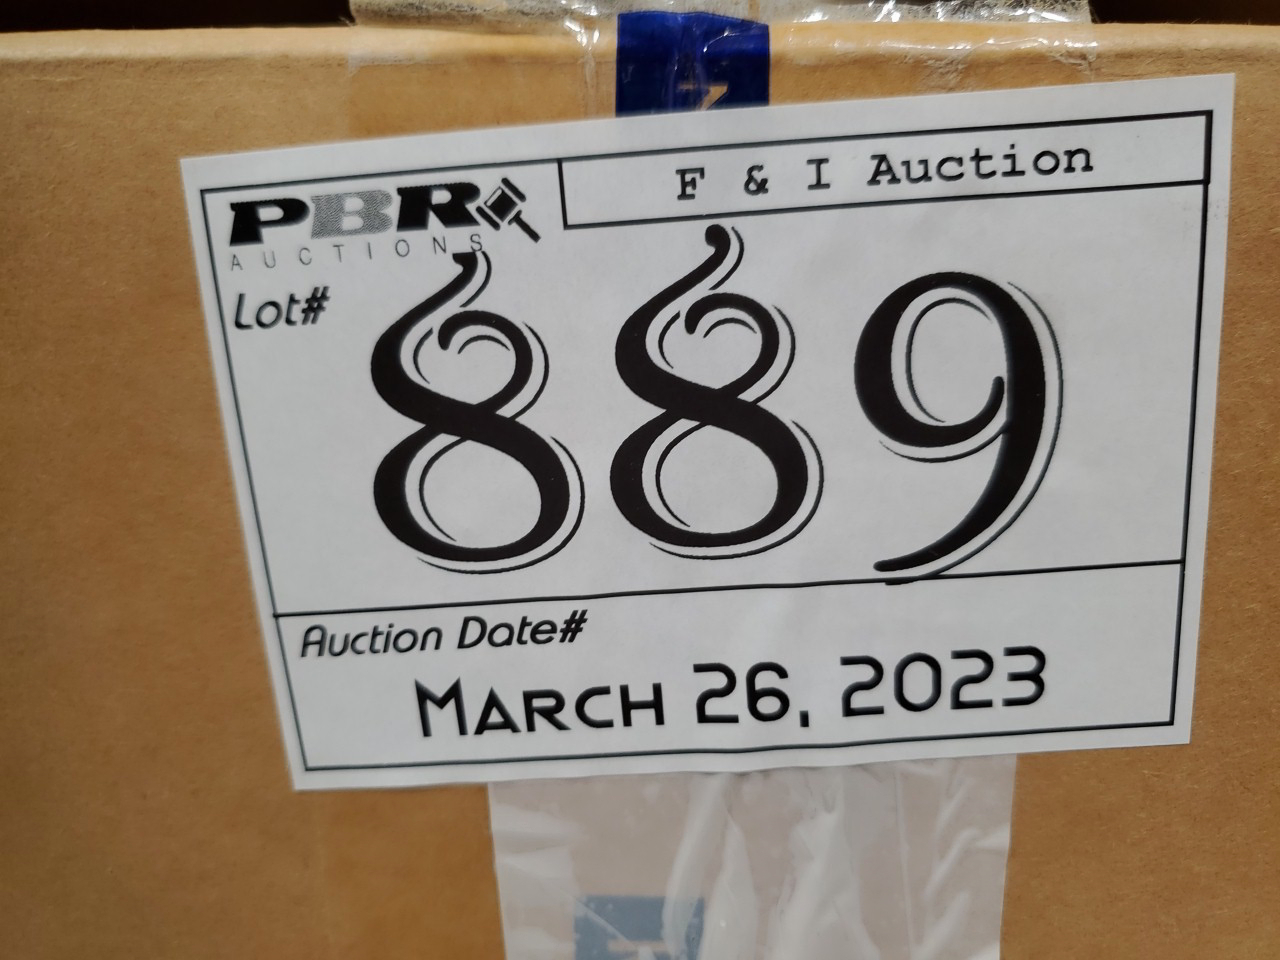 PBR
AUCTIONS
F & I Auction
Lot#
889
Auction Date#
March 26, 2023